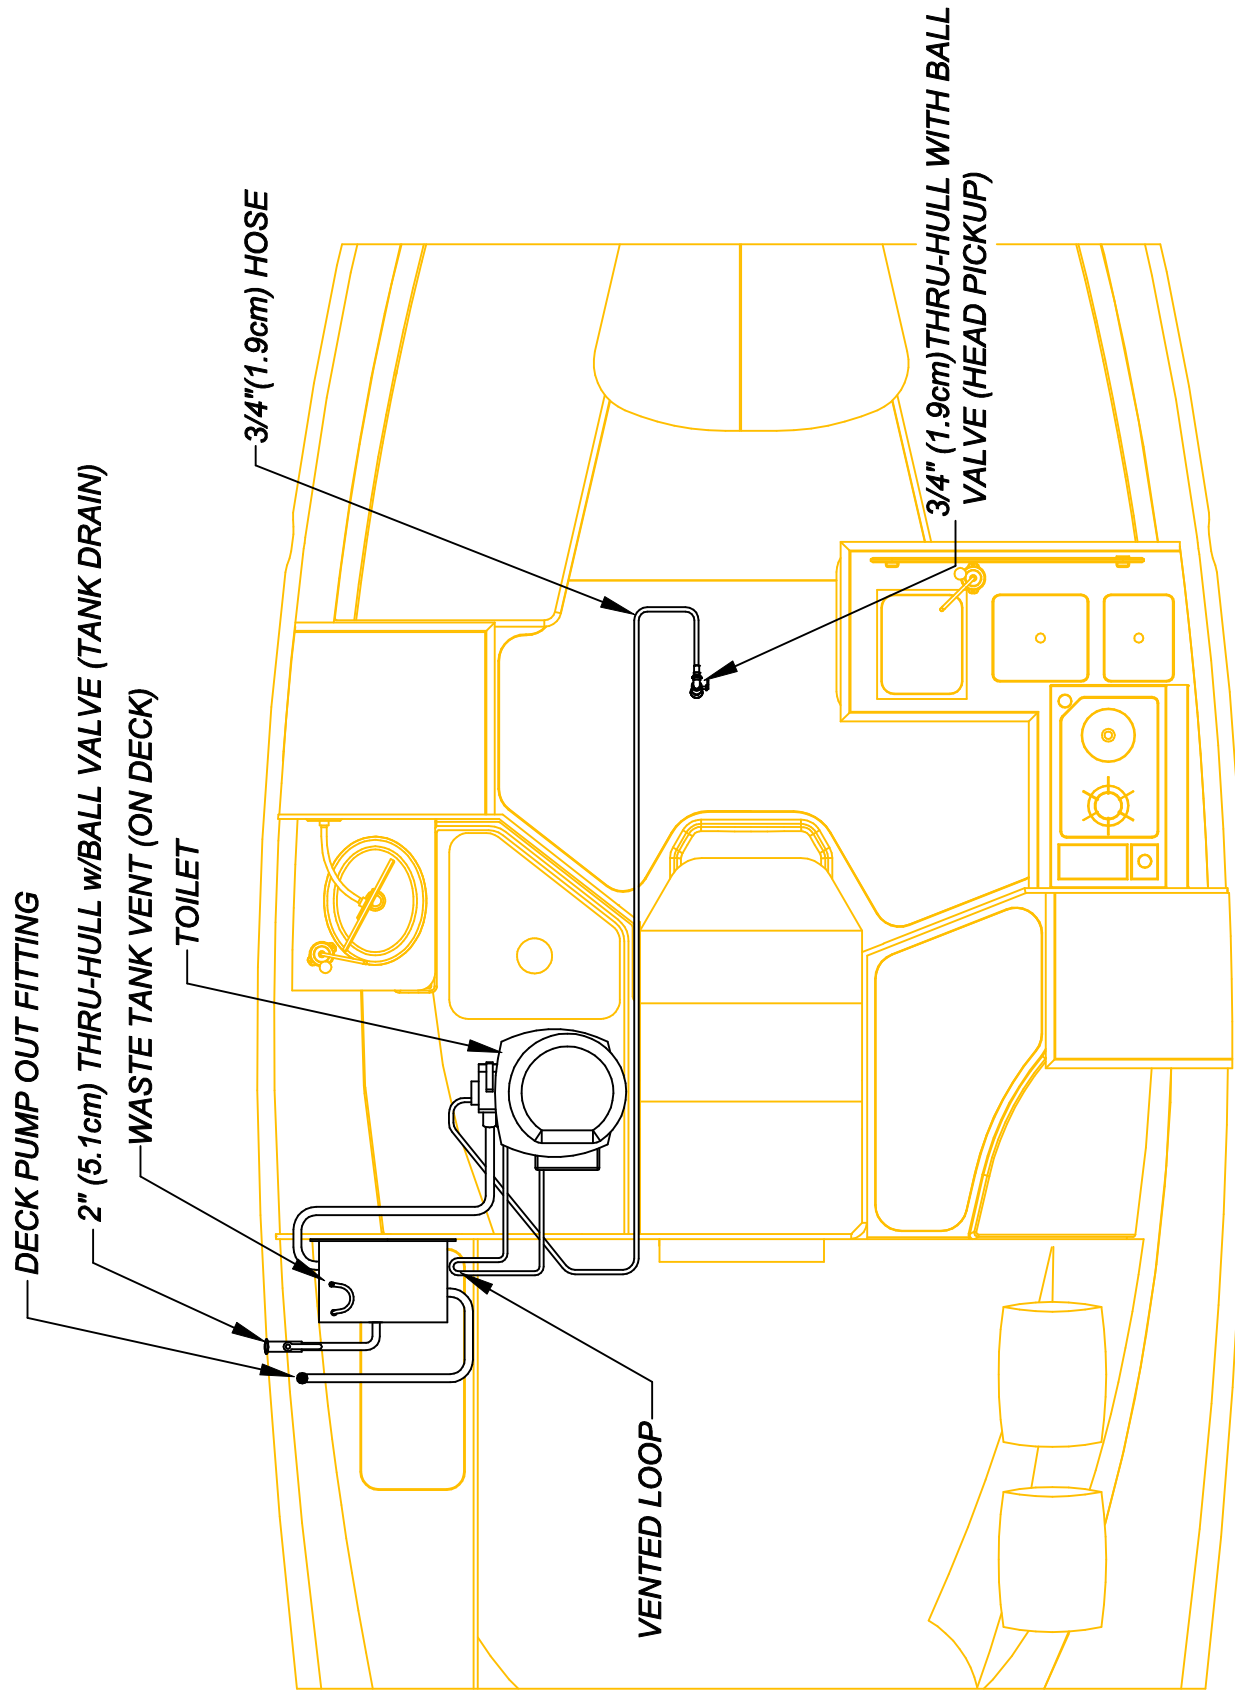 DECK PUMP OUT FITTING
2" (5.1cm) THRU-HULL w/BALL VALVE (TANK DRAIN)
WASTE TANK VENT (ON DECK)
TOILET
3/4"(1.9cm) HOSE
VENTED LOOP
3/4" (1.9cm)THRU-HULL WITH BALL
VALVE (HEAD PICKUP)